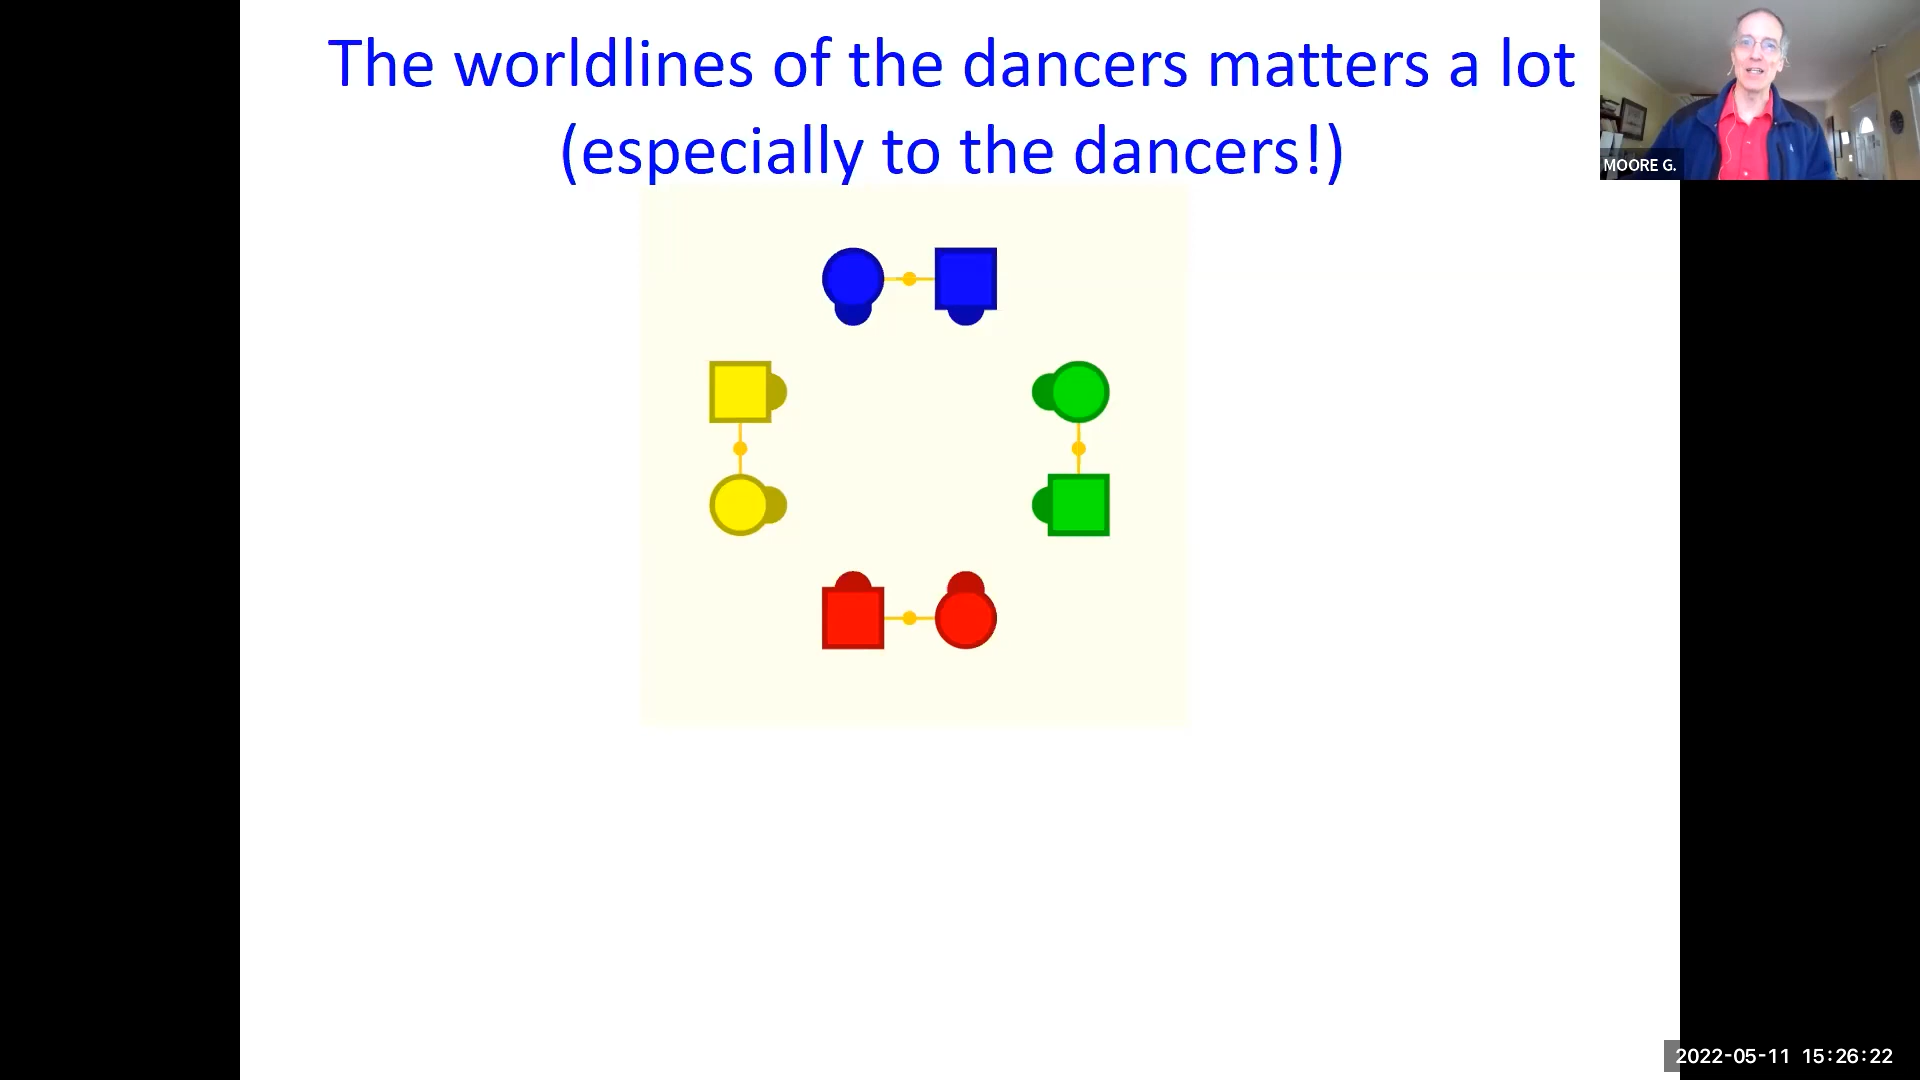 The worldlines of the dancers matters a lot
(especially to the dancers!)
MOORE G.
2022-05-11 15:26:22